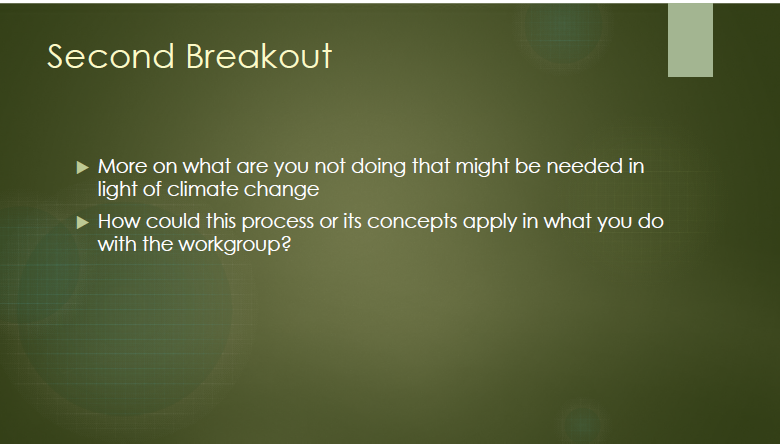 Second Breakout
More on what are you not doing that might be needed in
light of climate change
How could this process or its concepts apply in what you do
with the workgroup?